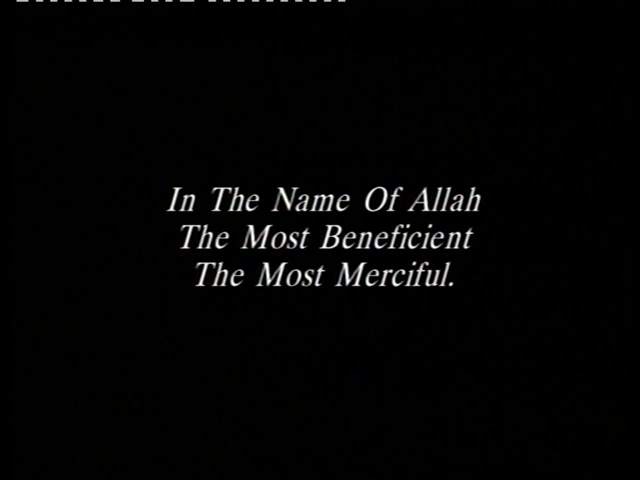 In The Name Of Allah
The Most Beneficient
The Most Merciful.